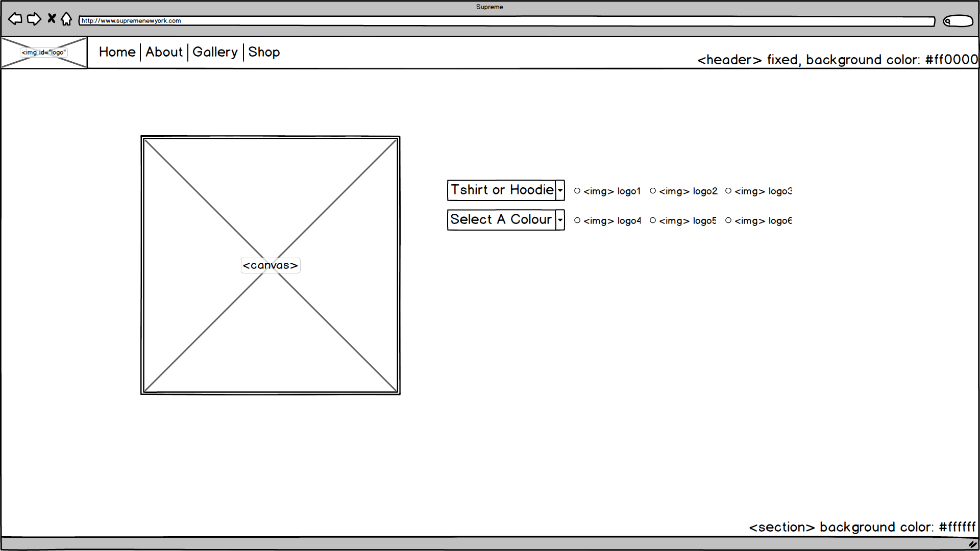 Supreme
http://www.supremenewyork.com
<img id="logo">
Home | About | Gallery | Shop
<header> fixed, background color: #ff0000
Tshirt or Hoodie
<img> logo1 <img> logo2 <img> logo3
Select A Colour
<img> logo4 <img> logo5 <img> logo6
<canvas>
<section> background color: #ffffff